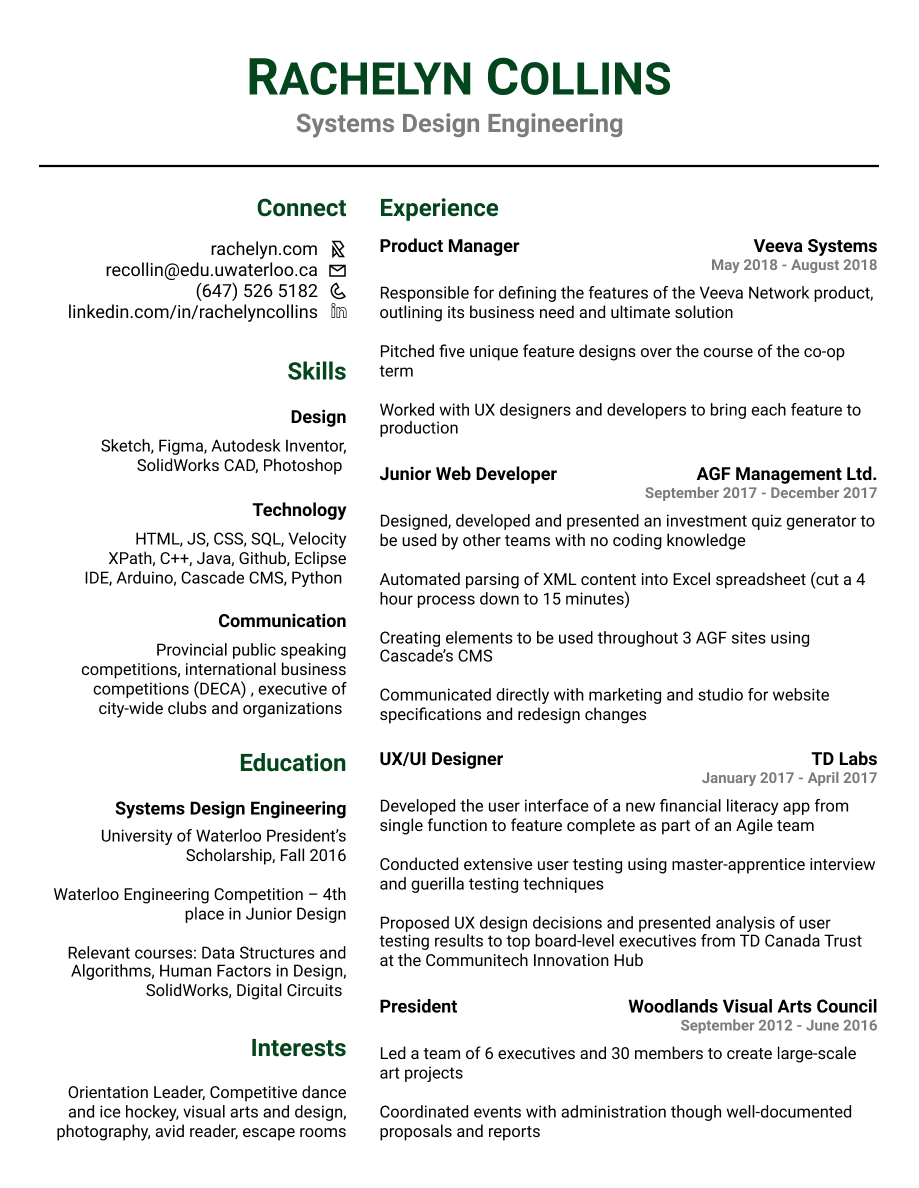 RACHELYN COLLINS
Systems Design Engineering
Connect
rachelyn.com
recollin@edu.uwaterloo.ca
(647) 526 5182
linkedin.com/in/rachelyncollins
Skills
Design
Sketch, Figma, Autodesk Inventor,
SolidWorks CAD, Photoshop
Technology
HTML, JS, CSS, SQL, Velocity
XPath, C++, Java, Github, Eclipse
IDE, Arduino, Cascade CMS, Python
Communication
Provincial public speaking
competitions, international business
competitions (DECA) , executive of
city-wide clubs and organizations
Education
Systems Design Engineering
University of Waterloo President’s
Scholarship, Fall 2016
Waterloo Engineering Competition – 4th
place in Junior Design
Relevant courses: Data Structures and
Algorithms, Human Factors in Design,
SolidWorks, Digital Circuits
Interests
Orientation Leader, Competitive dance
and ice hockey, visual arts and design,
photography, avid reader, escape rooms
Experience
Product Manager Veeva Systems
May 2018 - August 2018
Responsible for defining the features of the Veeva Network product,
outlining its business need and ultimate solution
Pitched five unique feature designs over the course of the co-op
term
Worked with UX designers and developers to bring each feature to
production
Junior Web Developer AGF Management Ltd.
September 2017 - December 2017
Designed, developed and presented an investment quiz generator to
be used by other teams with no coding knowledge
Automated parsing of XML content into Excel spreadsheet (cut a 4
hour process down to 15 minutes)
Creating elements to be used throughout 3 AGF sites using
Cascade’s CMS
Communicated directly with marketing and studio for website
specifications and redesign changes
UX/UI Designer TD Labs
January 2017 - April 2017
Developed the user interface of a new financial literacy app from
single function to feature complete as part of an Agile team
Conducted extensive user testing using master-apprentice interview
and guerilla testing techniques
Proposed UX design decisions and presented analysis of user
testing results to top board-level executives from TD Canada Trust
at the Communitech Innovation Hub
President Woodlands Visual Arts Council
September 2012 - June 2016
Led a team of 6 executives and 30 members to create large-scale
art projects
Coordinated events with administration though well-documented
proposals and reports